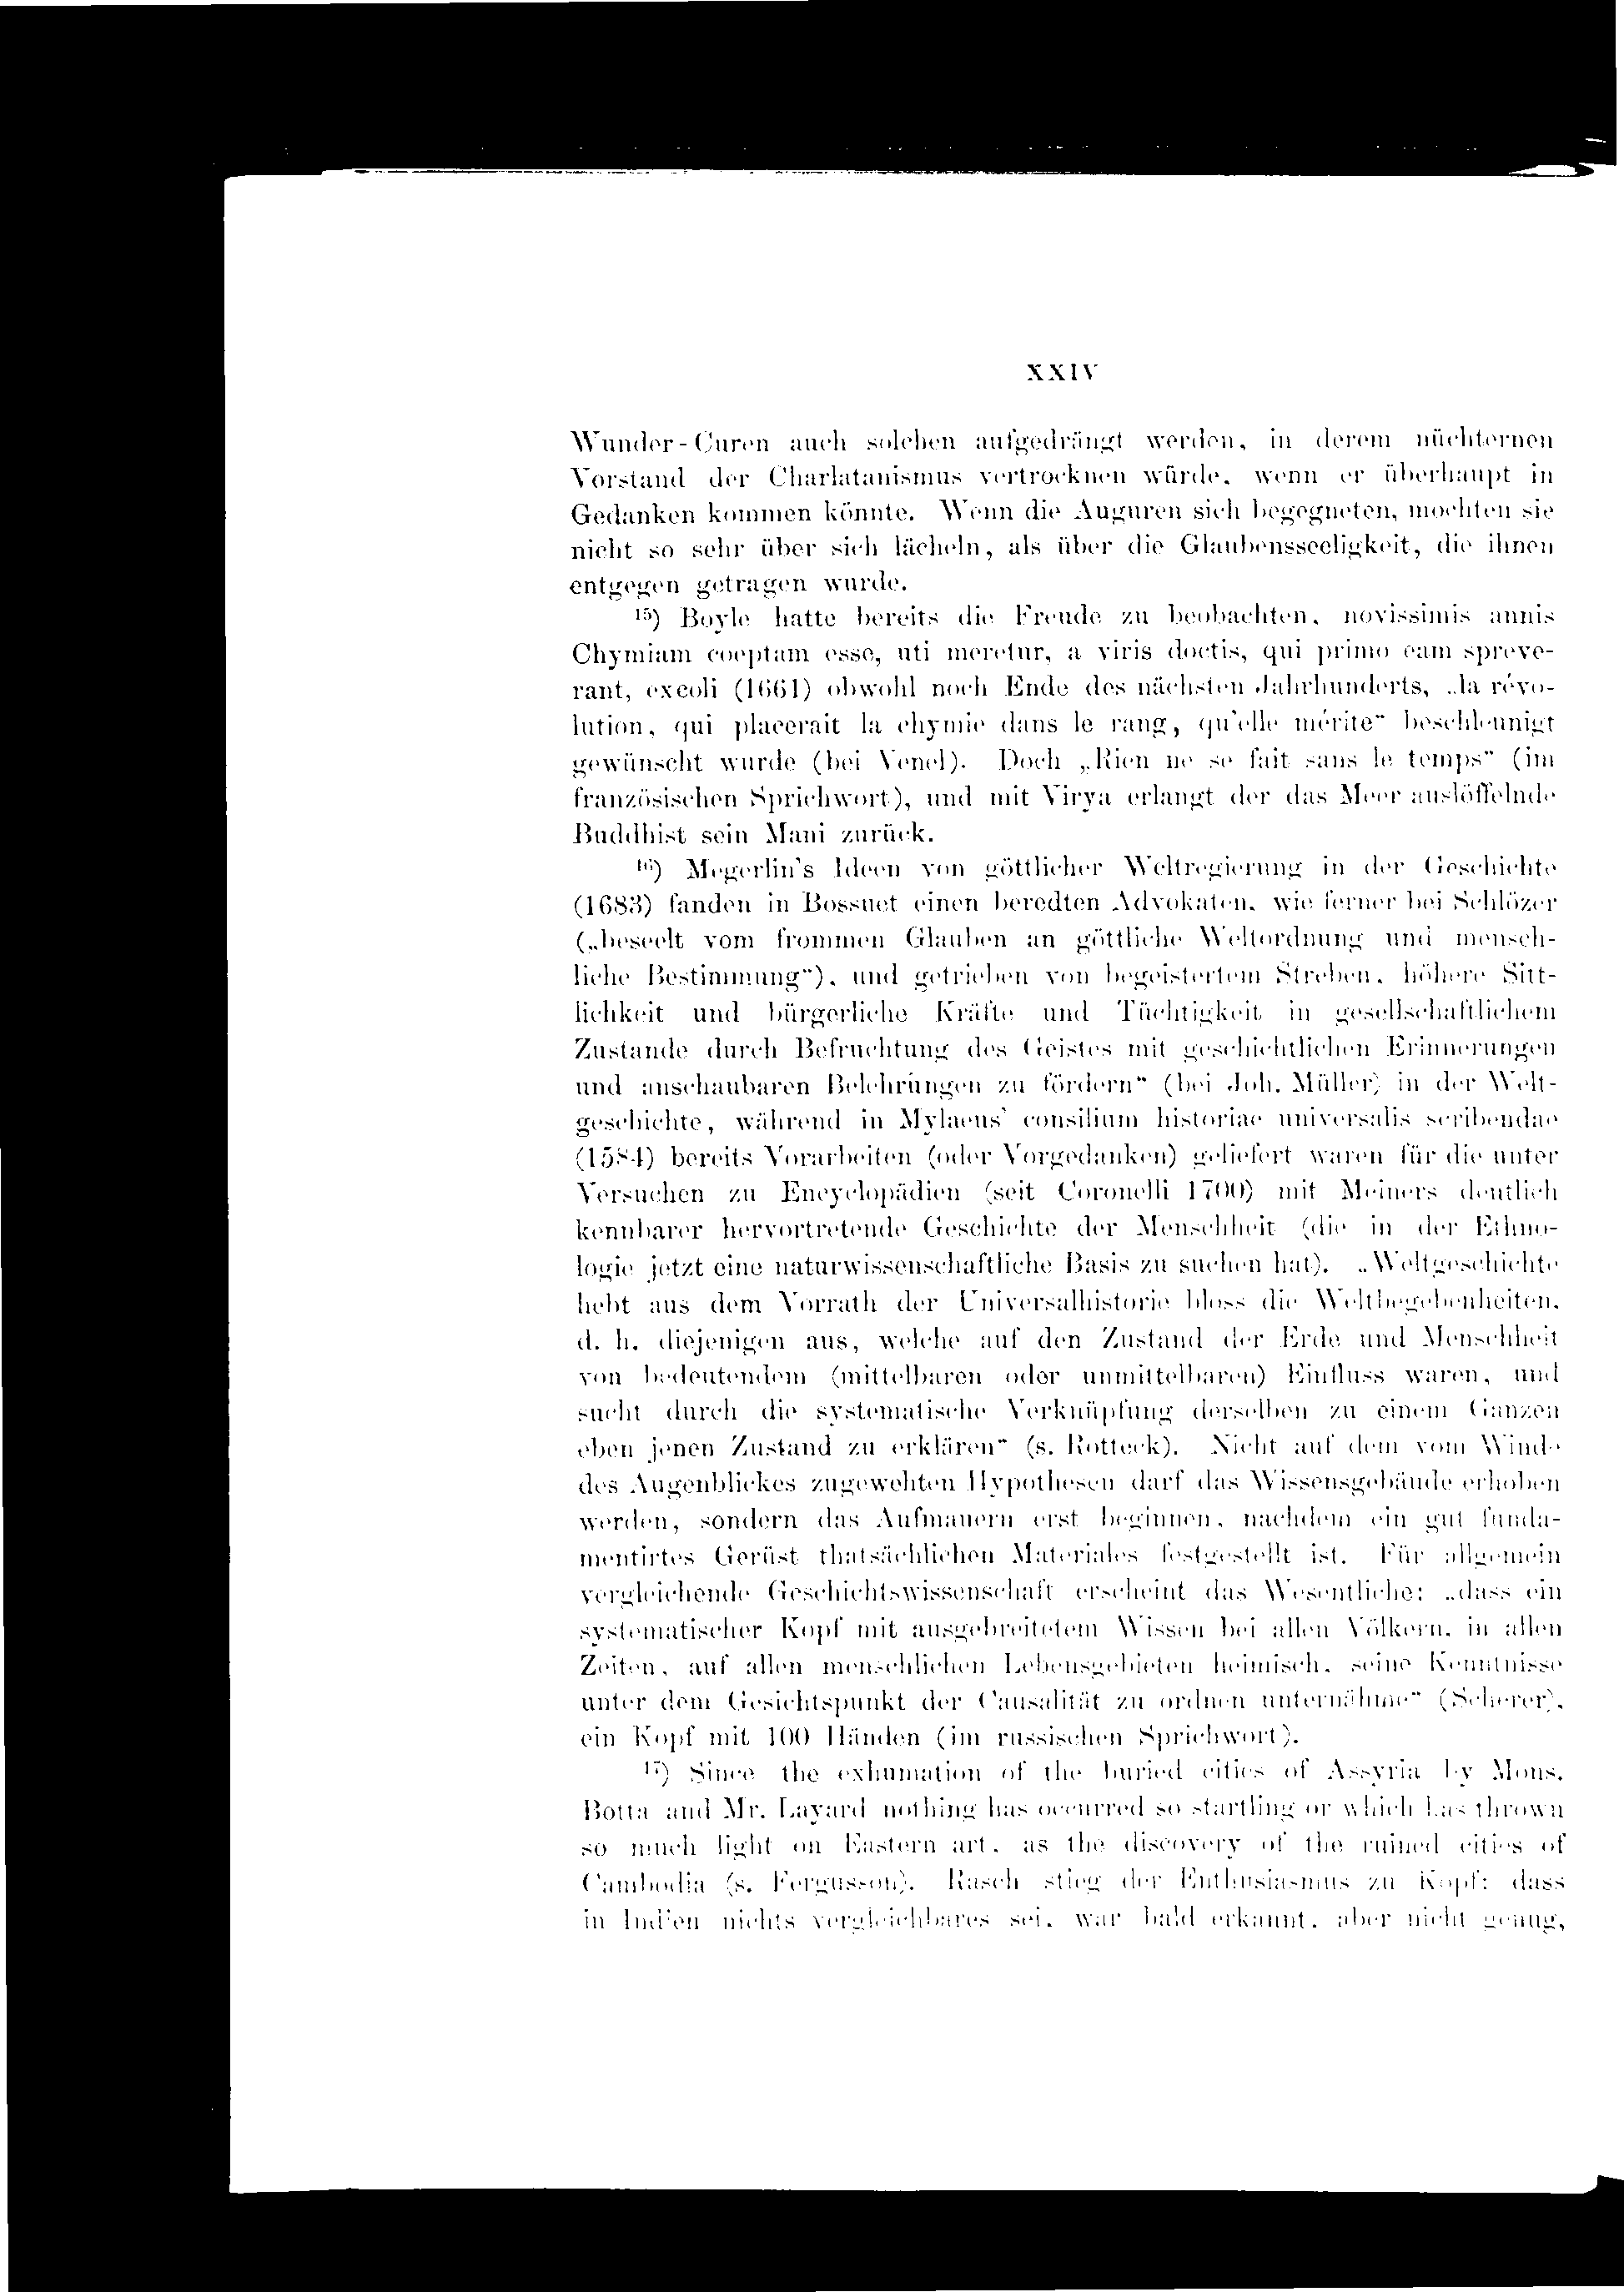 XXIV
Wunder-Curen auch solchen aufgedrängt werden, in derem nüchternen
Vorstand der Charlatanismus vertrocknen würde, wenn er überhaupt in
Gedanken kommen könnte. Wenn die Auguren sich begegneten, mochten sie
nicht so sehr über sich lächeln, als über die Glaubensseeligkeit, die ihnen
entgegen getragen wurde.
15) Boyle hatte bereits die Freude zu beobachten, novissimis annis
Chymiam coeptam esse, uti meretur, a viris doctis, qui primo eam spreve-
rant, excoli (1661) obwohl noch Ende des nächsten Jahrhunderts, „la révo-
lution, qui placerait la chymie dans le rang, qu'elle mérite“ beschleunigt
gewünscht wurde (bei Venel). Doch „Rien ne se fait sans le temps“ (im
französischen Sprichwort), und mit Virya erlangt der das Meer auslöffelnde
Buddhist sein Mani zurück.
16) Megerlin's Ideen von göttlicher Weltregierung in der Geschichte
(1683) fanden in Bossuet einen beredten Advokaten, wie ferner bei Schlözer
(„beseelt vom frommen Glauben an göttliche Weltordnung und mensch-
liche Bestimmung“), und getrieben von begeistertem Streben, höhere Sitt-
lichkeit und bürgerliche Kräfte und Tüchtigkeit in gesellschaftlichem
Zustande durch Befruchtung des Geistes mit geschichtlichen Erinnerungen
und anschaubaren Belehrungen zu fördern“ (bei Joh. Müller) in der Welt-
geschichte, während in Mylaeus' consilium historiae universalis scribendae
(1584) bereits Vorarbeiten (oder Vorgedanken) geliefert waren für die unter
Versuchen zu Encyclopädien (seit Coronelli 1700) mit Meiners deutlich
kennbarer hervortretende Geschichte der Menschheit (die in der Ethno-
logie jetzt eine naturwissenschaftliche Basis zu suchen hat). „Weltgeschichte
hebt aus dem Vorrath der Universalhistorie bloss die Weltbegebenheiten,
d. h. diejenigen aus, welche auf den Zustand der Erde und Menschheit
von bedeutendem (mittelbaren oder unmittelbaren) Einfluss waren, und
sucht durch die systematische Verknüpfung derselben zu einem Ganzen
eben jenen Zustand zu erklären“ (s. Rotteck). Nicht auf dem vom Winde
des Augenblickes zugewehten Hypothesen darf das Wissensgebäude erhoben
werden, sondern das Aufmauern erst beginnen, nachdem ein gut funda-
mentirtes Gerüst thatsächlichen Materiales festgestellt ist. Für allgemein
vergleichende Geschichtswissenschaft erscheint das Wesentliche: „dass ein
systematischer Kopf mit ausgebreitetem Wissen bei allen Völkern, in allen
Zeiten, auf allen menschlichen Lebensgebieten heimisch, seine Kenntnisse
unter dem Gesichtspunkt der Causalität zu ordnen unternähme“ (Scherer),
ein Kopf mit 100 Händen (im russischen Sprichwort).
17) Since the exhumation of the buried cities of Assyria by Mons.
Botta and Mr. Layard nothing has occurred so startling or which has thrown
so much light on Eastern art, as the discovery of the ruined cities of
Cambodia (s. Fergusson). Rasch stieg der Enthusiasmus zu Kopf: dass
in Indien nichts vergleichbares sei, war bald erkannt, aber nicht genug,